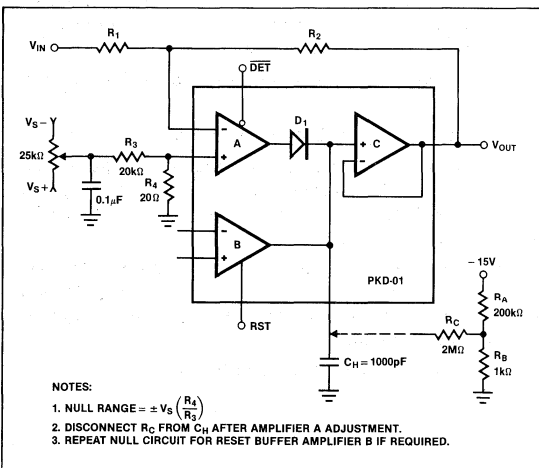 R1
R2
VIN
DET
D1
VS−
A
C
VOUT
25kΩ
R3
20kΩ
VS+
R4
20Ω
0.1μF
B
−15V
PKD-01
RA
200kΩ
RC
2MΩ
RST
RB
1kΩ
CH = 1000pF
NOTES:
1. NULL RANGE = ± VS (R4/R3)
2. DISCONNECT RC FROM CH AFTER AMPLIFIER A ADJUSTMENT.
3. REPEAT NULL CIRCUIT FOR RESET BUFFER AMPLIFIER B IF REQUIRED.